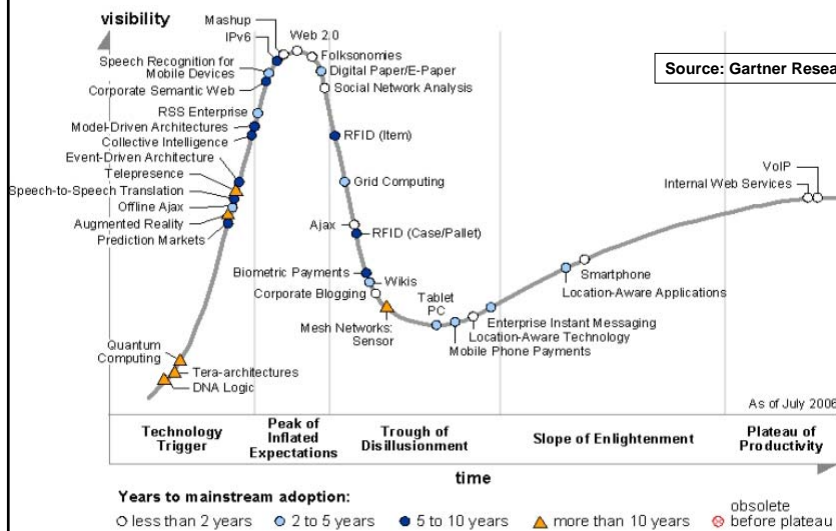 visibility
Mashup
Web 2.0
IPv6
Folksonomies
Speech Recognition for
Mobile Devices
Digital Paper/E-Paper
Source: Gartner
Corporate Semantic Web
Social Network Analysis
RSS Enterprise
Model-Driven Architectures
Collective Intelligence
RFID (Item)
Event-Driven Architecture
Telepresence
Speech-to-Speech Translation
Grid Computing
Offline Ajax
Augmented Reality
Prediction Markets
Ajax
RFID (Case/Pallet)
VoIP
Internal Web Services
Biometric Payments
Wikis
Corporate Blogging
Mesh Networks:
Sensor
Tablet
PC
Smartphone
Location-Aware Applications
Enterprise Instant Messaging
Location-Aware Technology
Mobile Phone Payments
Quantum
Computing
Tera-architectures
DNA Logic
As of July 2006
Technology
Trigger
Peak of
Inflated
Expectations
Trough of
Disillusionment
Slope of Enlightenment
Plateau of
Productivity
time
Years to mainstream adoption:
less than 2 years
2 to 5 years
5 to 10 years
more than 10 years
obsolete
before plateau